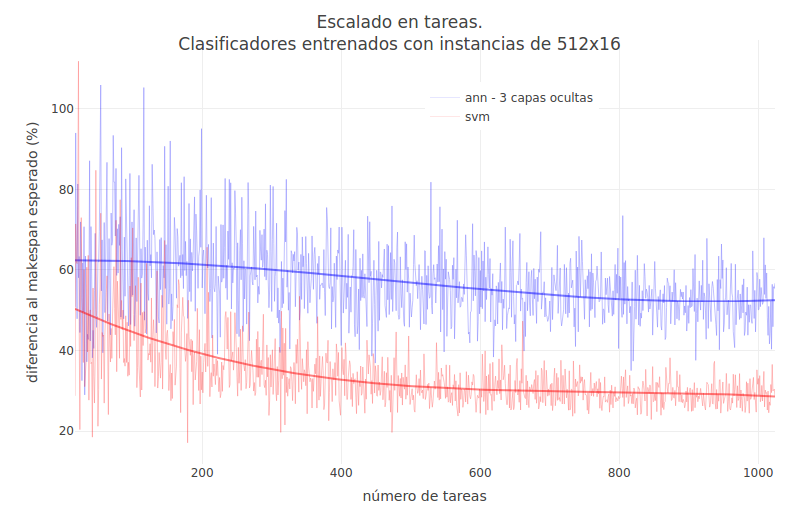 Escalado en tareas.
Clasificadores entrenados con instancias de 512x16
ann - 3 capas ocultas
svm
diferencia al makespan esperado (%)
100
80
60
40
20
200 400 600 800 1000
número de tareas